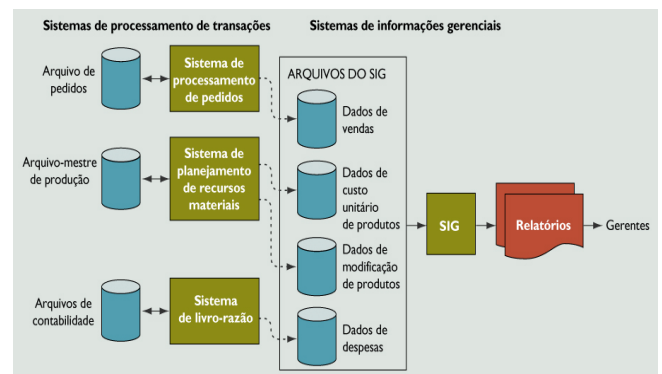 Sistemas de processamento de transações
Sistemas de informações gerenciais
Arquivo de
pedidos
Sistema de
processamento
de pedidos
Arquivo-mestre
de produção
Sistema de
planejamento
de recursos
materiais
Arquivos de
contabilidade
Sistema
de livro-razão
ARQUIVOS DO SIG
Dados de
vendas
Dados de
custo
unitário
de produtos
Dados de
modificação
de produtos
Dados de
despesas
SIG
Relatórios
Gerentes